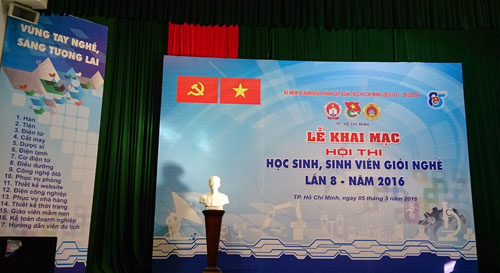 VỮNG TAY NGHỀ,
SÁNG TƯƠNG LAI
1. Hàn
2. Tiện
3. Điện tử
4. Cắt may
5. Dược sĩ
6. Điện lạnh
7. Cơ điện tử
8. Điều dưỡng
9. Công nghệ ôtô
10. Phục vụ phòng
11. Thiết kế website
12. Điện công nghiệp
13. Phục vụ nhà hàng
14. Thiết kế thời trang
15. Giáo viên mầm non
16. Kế toán doanh nghiệp
17. Hướng dẫn viên du lịch
TP. HỒ CHÍ MINH
LỄ KHAI MẠC
HỘI THI
HỌC SINH, SINH VIÊN GIỎI NGHỀ
LẦN 8 - NĂM 2016
TP. Hồ Chí Minh, ngày 05 tháng 3 năm 2016